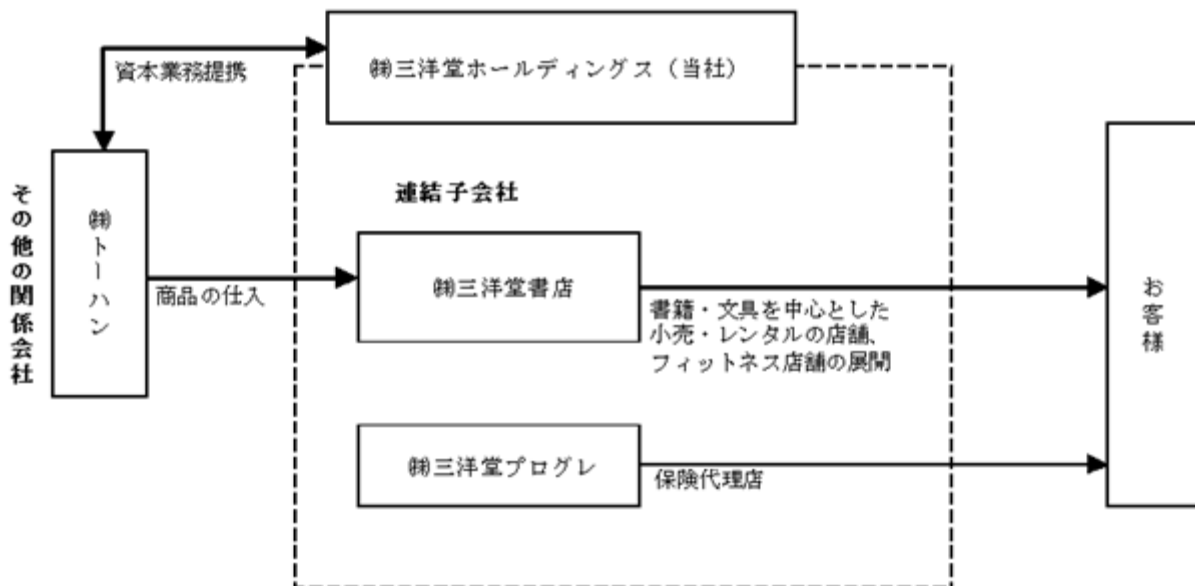 ㈱三洋堂ホールディングス（当社）
資本業務提携
その他の関係会社
㈱トーハン
連結子会社
商品の仕入
㈱三洋堂書店
書籍・文具を中心とした
小売・レンタルの店舗、
フィットネス店舗の展開
お客様
㈱三洋堂プログレ
保険代理店